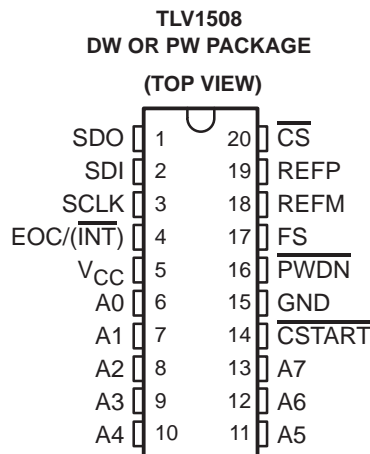 TLV1508
DW OR PW PACKAGE
(TOP VIEW)
SDO 1 20 CS
SDI 2 19 REFP
SCLK 3 18 REFM
EOC/(INT) 4 17 FS
VCC 5 16 PWDN
A0 6 15 GND
A1 7 14 CSTART
A2 8 13 A7
A3 9 12 A6
A4 10 11 A5